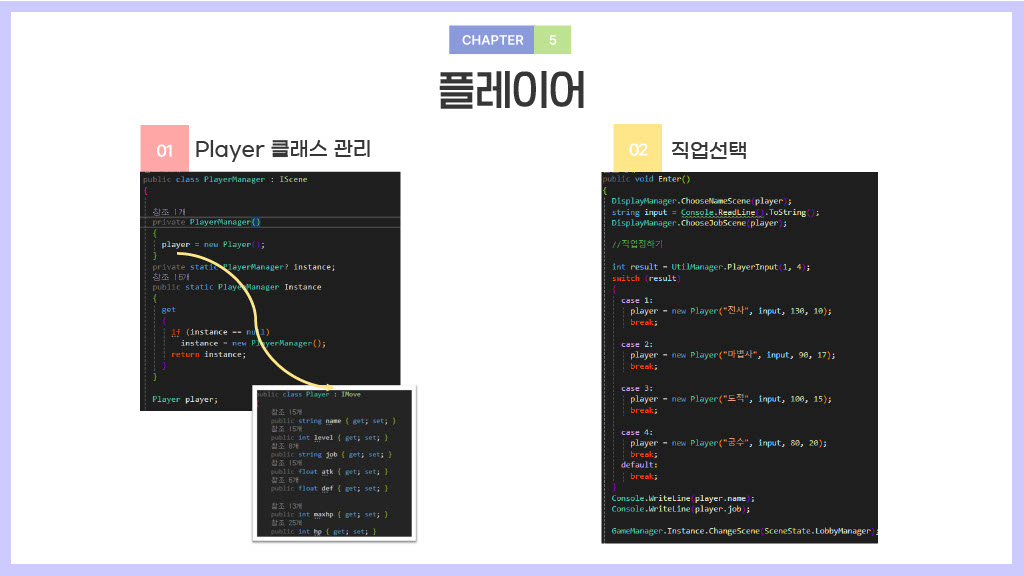 CHAPTER 5
플레이어
01 Player 클래스 관리
public class PlayerManager : IScene
{
참조 1개
private PlayerManager()
{
player = new Player();
}
private static PlayerManager? instance;
참조 16개
public static PlayerManager Instance
{
get
{
if (instance == null)
instance = new PlayerManager();
return instance;
}
}
Player player;
public class Player : IMove
{
참조 15개
public string name { get; set; }
참조 15개
public int level { get; set; }
참조 8개
public string job { get; set; }
참조 15개
public float atk { get; set; }
참조 6개
public float def { get; set; }
참조 13개
public int maxhp { get; set; }
참조 25개
public int hp { get; set; }
02 직업선택
public void Enter()
{
DisplayManager.ChooseNameScene(player);
string input = Console.ReadLine().ToString();
DisplayManager.ChooseJobScene(player);
//직업정하기
int result = UtilManager.PlayerInput(1, 4);
switch (result)
{
case 1:
player = new Player("전사", input, 130, 10);
break;
case 2:
player = new Player("마법사", input, 90, 17);
break;
case 3:
player = new Player("도적", input, 100, 15);
break;
case 4:
player = new Player("궁수", input, 80, 20);
break;
default:
break;
}
Console.WriteLine(player.name);
Console.WriteLine(player.job);
GameManager.Instance.ChangeScene(SceneState.LobbyManager);